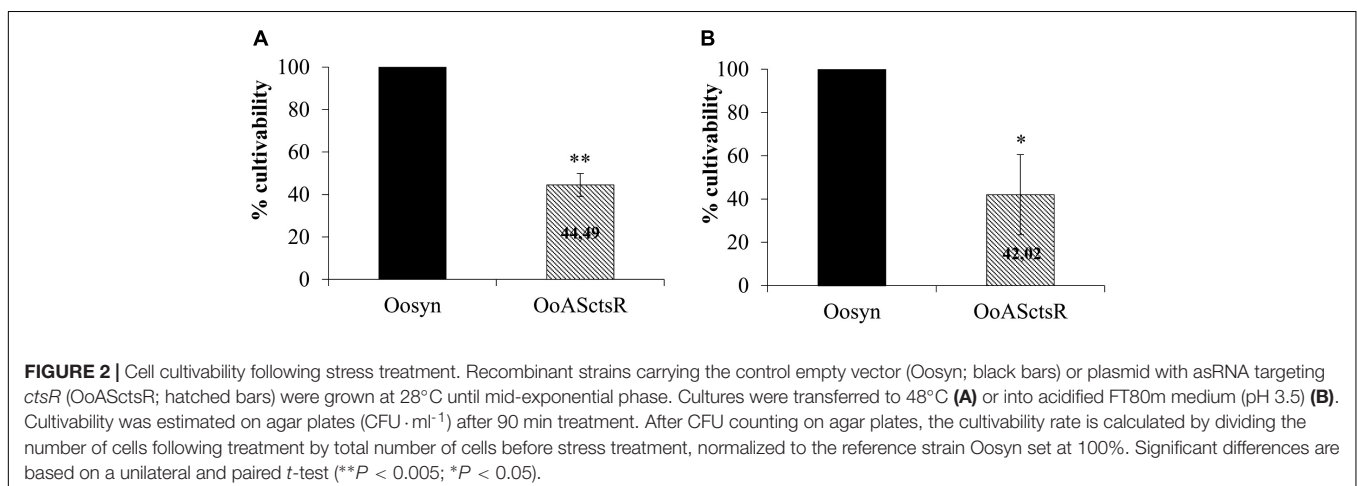 A
B
% cultivability
100
80
60
40
20
0
**
44,49
Oosyn
OoASctsR
% cultivability
100
80
60
40
20
0
*
42,02
Oosyn
OoASctsR
FIGURE 2 | Cell cultivability following stress treatment. Recombinant strains carrying the control empty vector (Oosyn; black bars) or plasmid with asRNA targeting
ctsR (OoASctsR; hatched bars) were grown at 28°C until mid-exponential phase. Cultures were transferred to 48°C (A) or into acidified FT80m medium (pH 3.5) (B).
Cultivability was estimated on agar plates (CFU · ml-1) after 90 min treatment. After CFU counting on agar plates, the cultivability rate is calculated by dividing the
number of cells following treatment by total number of cells before stress treatment, normalized to the reference strain Oosyn set at 100%. Significant differences are
based on a unilateral and paired t-test (**P < 0.005; *P < 0.05).